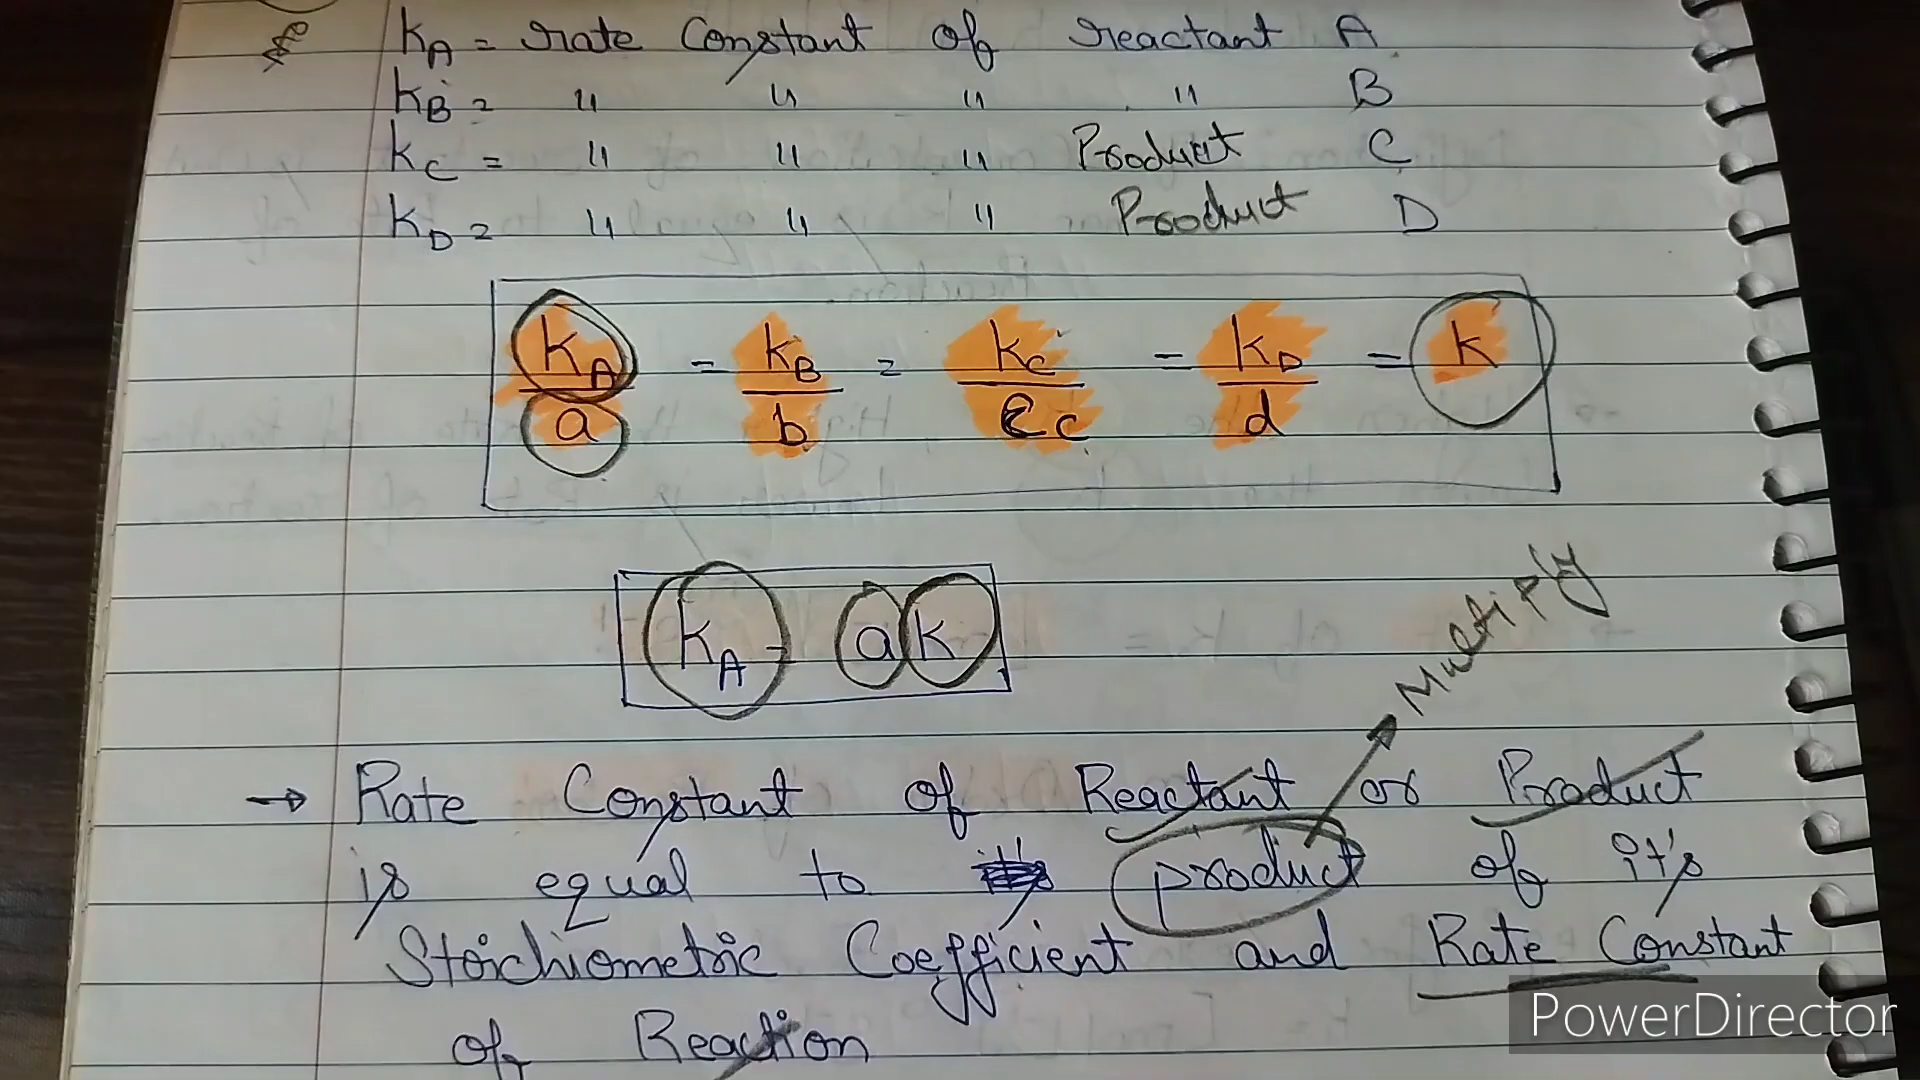 kA = rate Constant of reactant A
kB = " " " " B
kC = " " " Product C
kD = " " " Product D
kA/a = kB/b = kC/c = kD/d = k
kA = ak
Multiply
→ Rate Constant of Reactant or Product
is equal to product of it's
Stoichiometric Coefficient and Rate Constant
of Reaction
PowerDirector